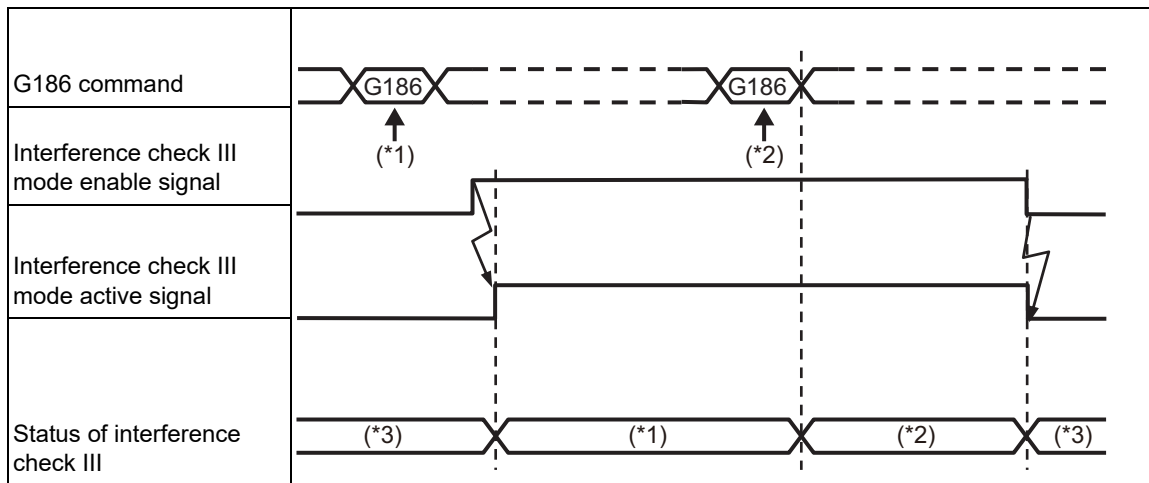 G186 command
G186
G186
(*1)
(*2)
Interference check III
mode enable signal
Interference check III
mode active signal
Status of interference
check III
(*3)
(*1)
(*2)
(*3)